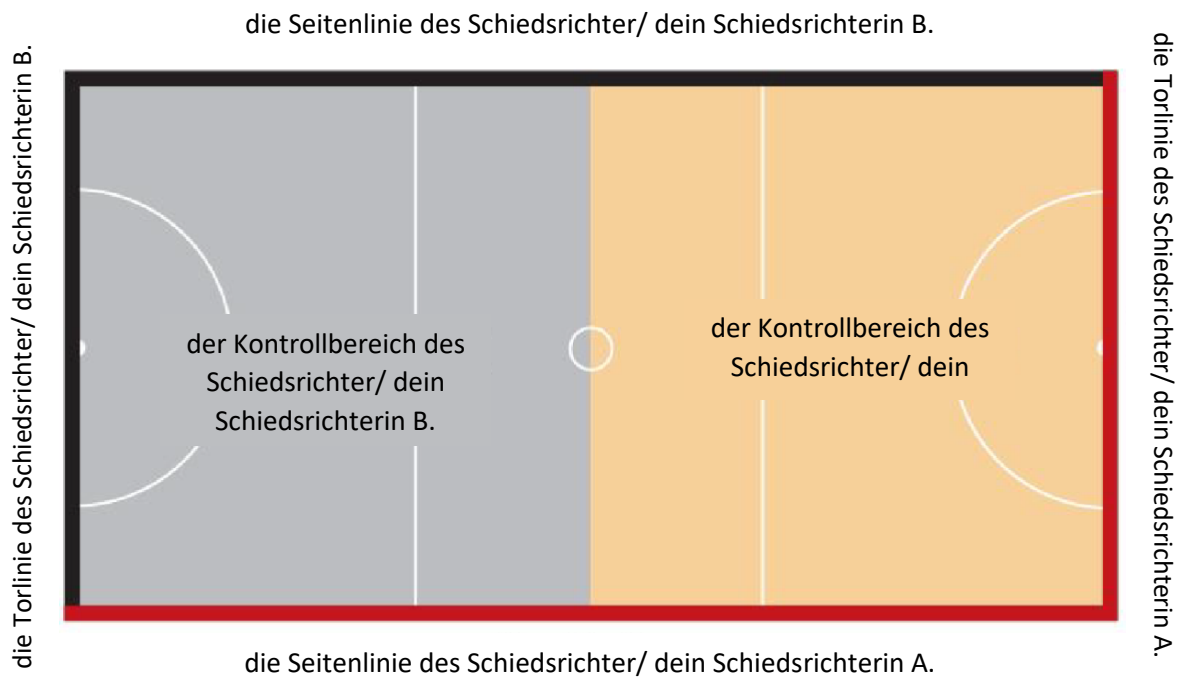 die Seitenlinie des Schiedsrichter/ dein Schiedsrichterin B.
die Torlinie des Schiedsrichter/ dein Schiedsrichterin B.
der Kontrollbereich des
Schiedsrichter/ dein
Schiedsrichterin B.
der Kontrollbereich des
Schiedsrichter/ dein
die Torlinie des Schiedsrichter/ dein Schiedsrichterin A.
die Seitenlinie des Schiedsrichter/ dein Schiedsrichterin A.